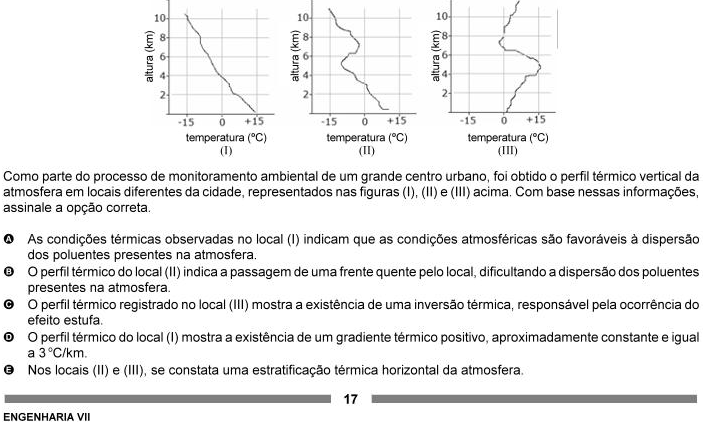 10 10 10
8 8 8
6 6 6
4 4 4
2 2 2
altura (km) altura (km) altura (km)
-15 0 +15 -15 0 +15 -15 0 +15
temperatura (ºC) temperatura (ºC) temperatura (ºC)
(I) (II) (III)
Como parte do processo de monitoramento ambiental de um grande centro urbano, foi obtido o perfil térmico vertical da
atmosfera em locais diferentes da cidade, representados nas figuras (I), (II) e (III) acima. Com base nessas informações,
assinale a opção correta.
A As condições térmicas observadas no local (I) indicam que as condições atmosféricas são favoráveis à dispersão
dos poluentes presentes na atmosfera.
B O perfil térmico do local (II) indica a passagem de uma frente quente pelo local, dificultando a dispersão dos poluentes
presentes na atmosfera.
C O perfil térmico registrado no local (III) mostra a existência de uma inversão térmica, responsável pela ocorrência do
efeito estufa.
D O perfil térmico do local (I) mostra a existência de um gradiente térmico positivo, aproximadamente constante e igual
a 3 °C/km.
E Nos locais (II) e (III), se constata uma estratificação térmica horizontal da atmosfera.
17
ENGENHARIA VII